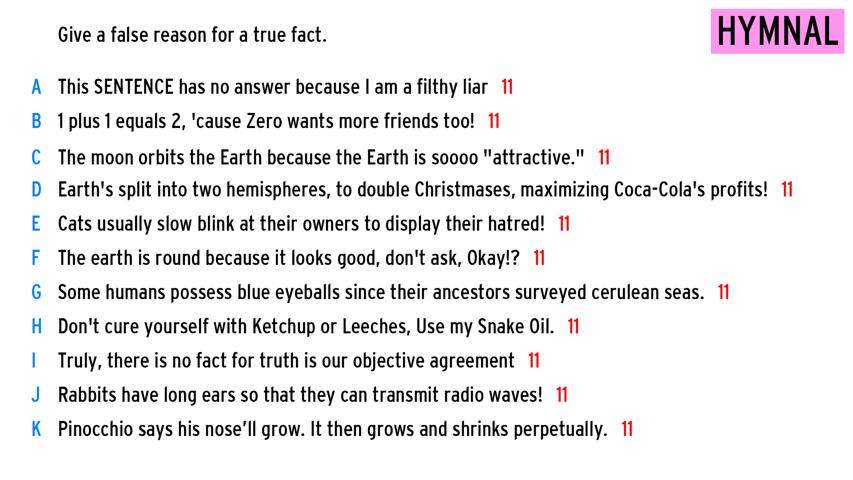 Give a false reason for a true fact.
HYMNAL
A This SENTENCE has no answer because I am a filthy liar 11
B 1 plus 1 equals 2, 'cause Zero wants more friends too! 11
C The moon orbits the Earth because the Earth is soooo "attractive." 11
D Earth's split into two hemispheres, to double Christmases, maximizing Coca-Cola's profits! 11
E Cats usually slow blink at their owners to display their hatred! 11
F The earth is round because it looks good, don't ask, Okay!? 11
G Some humans possess blue eyeballs since their ancestors surveyed cerulean seas. 11
H Don't cure yourself with Ketchup or Leeches, Use my Snake Oil. 11
I Truly, there is no fact for truth is our objective agreement 11
J Rabbits have long ears so that they can transmit radio waves! 11
K Pinocchio says his nose’ll grow. It then grows and shrinks perpetually. 11